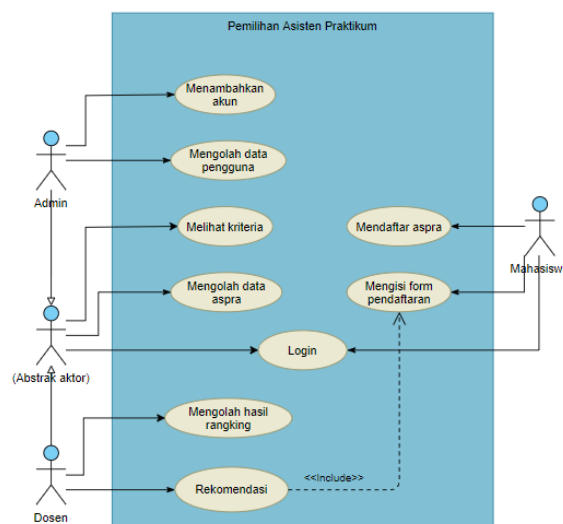 Pemilihan Asisten Praktikum
Menambahkan
akun
Mengolah data
pengguna
Admin
Melihat kriteria
Mendaftar aspra
Mahasisw
Mengolah data
aspra
Mengisi form
pendaftaran
(Abstrak aktor)
Login
Mengolah hasil
rangking
Rekomendasi
<<Include>>
Dosen